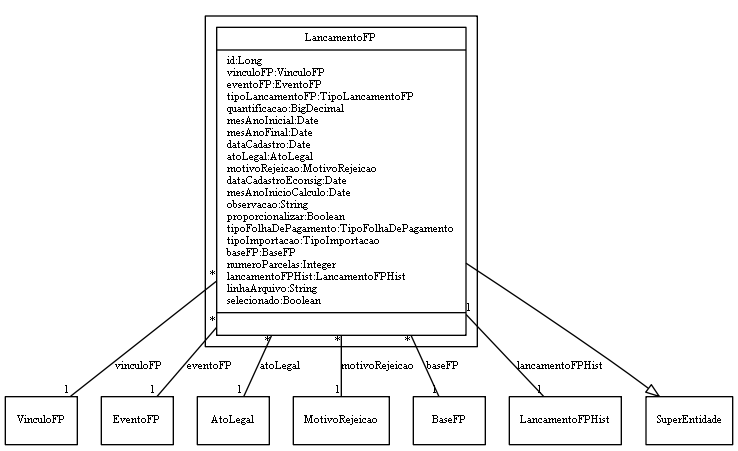 LancamentoFP
id:Long
vinculoFP:VinculoFP
eventoFP:EventoFP
tipoLancamentoFP:TipoLancamentoFP
quantificacao:BigDecimal
mesAnoInicial:Date
mesAnoFinal:Date
dataCadastro:Date
atoLegal:AtoLegal
motivoRejeicao:MotivoRejeicao
dataCadastroEconsig:Date
mesAnoInicioCalculo:Date
observacao:String
proporcionalizar:Boolean
tipoFolhaDePagamento:TipoFolhaDePagamento
tipoImportacao:TipoImportacao
baseFP:BaseFP
numeroParcelas:Integer
lancamentoFPHist:LancamentoFPHist
linhaArquivo:String
selecionado:Boolean
* 1
* * * *
vinculoFP eventoFP atoLegal motivoRejeicao baseFP lancamentoFPHist
1 1 1 1 1 1
VinculoFP EventoFP AtoLegal MotivoRejeicao BaseFP LancamentoFPHist SuperEntidade